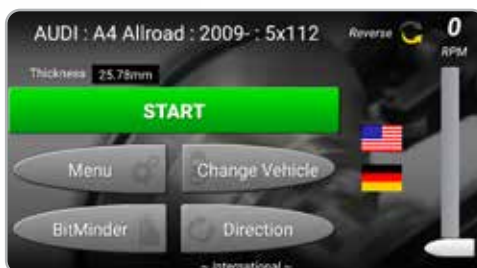 AUDI : A4 Allroad : 2009- : 5x112
Reverse
0
RPM
Thickness 25.78mm
START
Menu
Change Vehicle
BitMinder
Direction
~ International ~